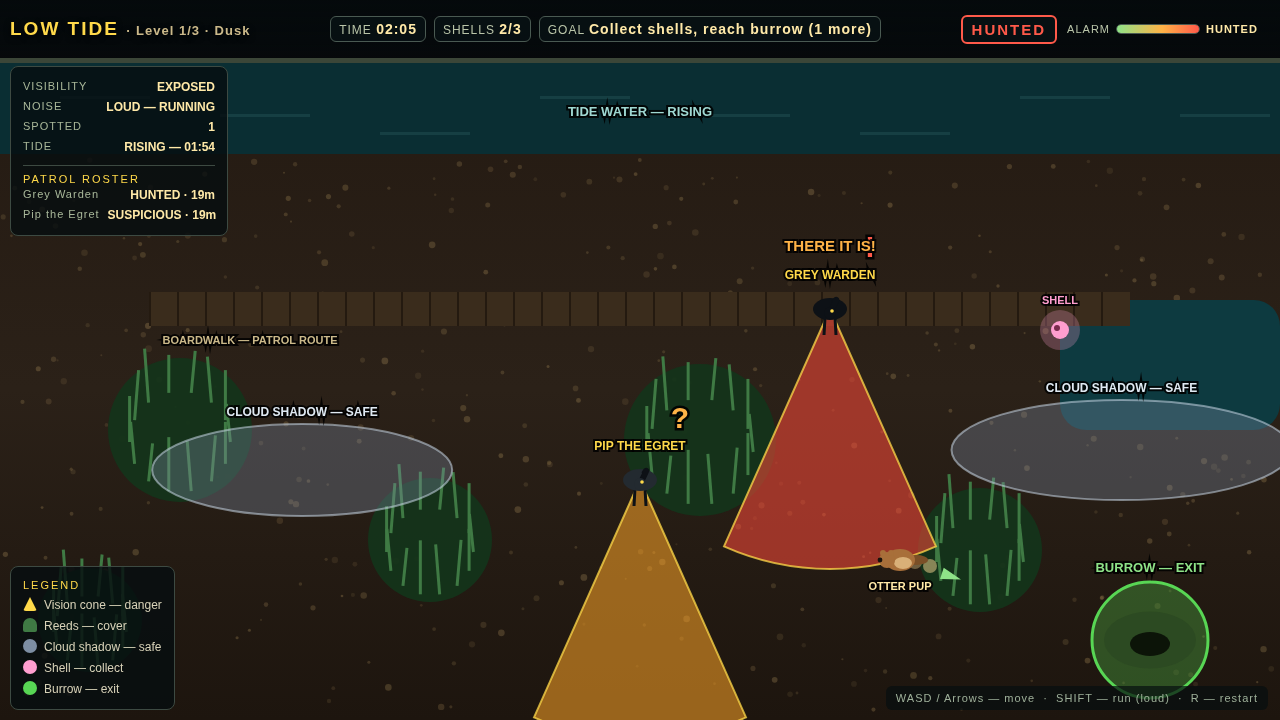 LOW TIDE · Level 1/3 · Dusk
TIME 02:05
SHELLS 2/3
GOAL Collect shells, reach burrow (1 more)
HUNTED
ALARM
HUNTED
VISIBILITY EXPOSED
NOISE LOUD — RUNNING
SPOTTED 1
TIDE RISING — 01:54
PATROL ROSTER
Grey Warden HUNTED · 19m
Pip the Egret SUSPICIOUS · 19m
TIDE WATER — RISING
THERE IT IS!
!
GREY WARDEN
SHELL
BOARDWALK — PATROL ROUTE
CLOUD SHADOW — SAFE
CLOUD SHADOW — SAFE
?
PIP THE EGRET
OTTER PUP
BURROW — EXIT
LEGEND
Vision cone — danger
Reeds — cover
Cloud shadow — safe
Shell — collect
Burrow — exit
WASD / Arrows — move · SHIFT — run (loud) · R — restart